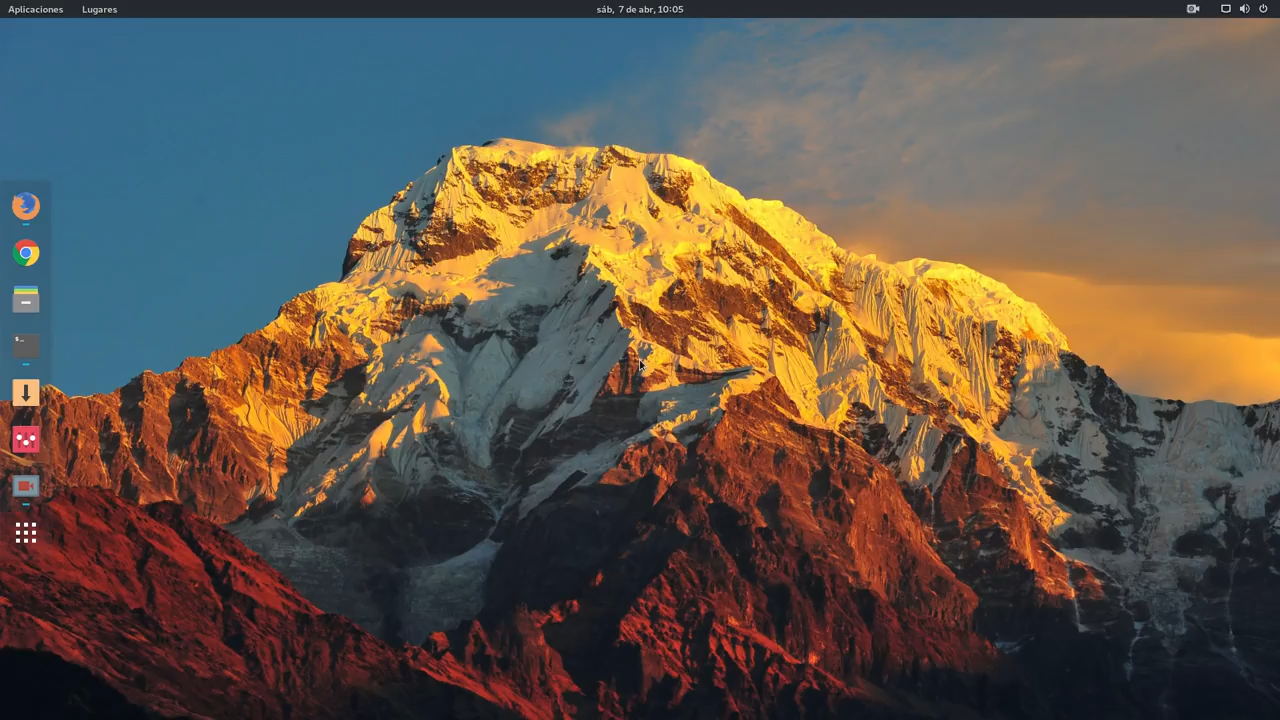 Aplicaciones Lugares sáb, 7 de abr, 10:05
$_